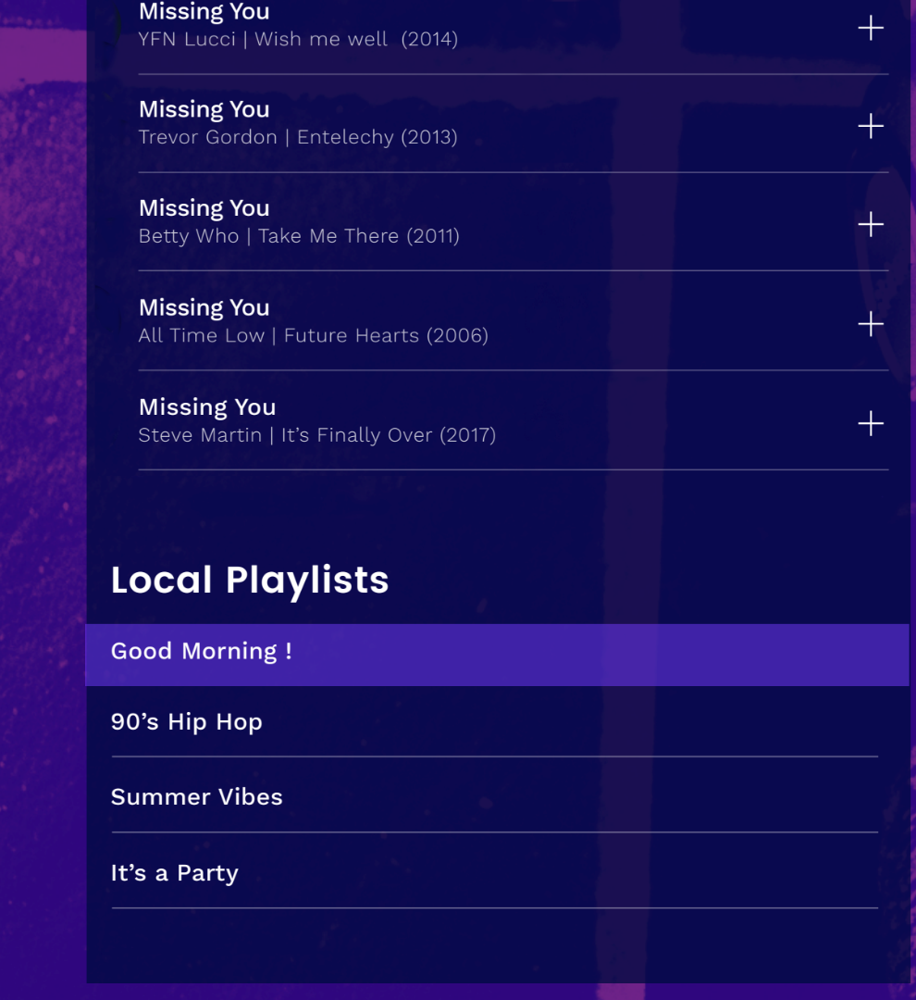 Missing You
YFN Lucci | Wish me well (2014)
Missing You
Trevor Gordon | Entelechy (2013)
Missing You
Betty Who | Take Me There (2011)
Missing You
All Time Low | Future Hearts (2006)
Missing You
Steve Martin | It’s Finally Over (2017)
Local Playlists
Good Morning !
90’s Hip Hop
Summer Vibes
It’s a Party